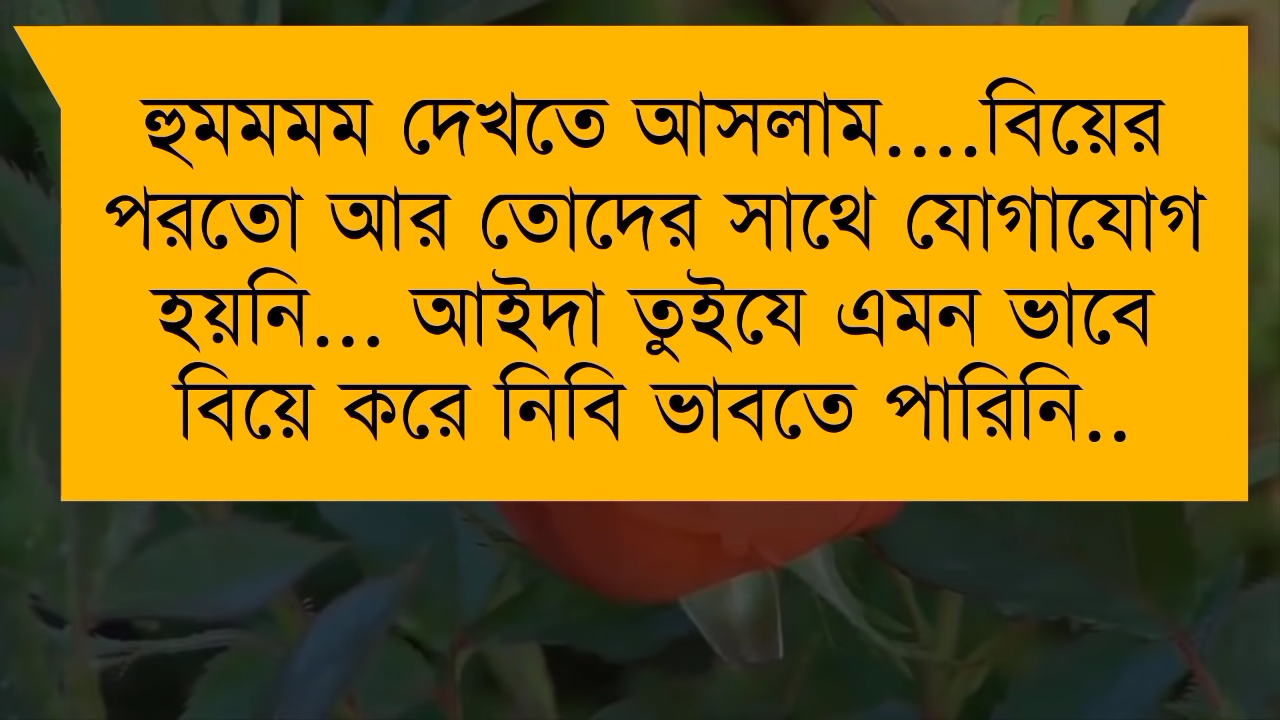 হুমমমম দেখতে আসলাম....বিয়ের
পরতো আর তোদের সাথে যোগাযোগ
হয়নি... আইদা তুইযে এমন ভাবে
বিয়ে করে নিবি ভাবতে পারিনি..